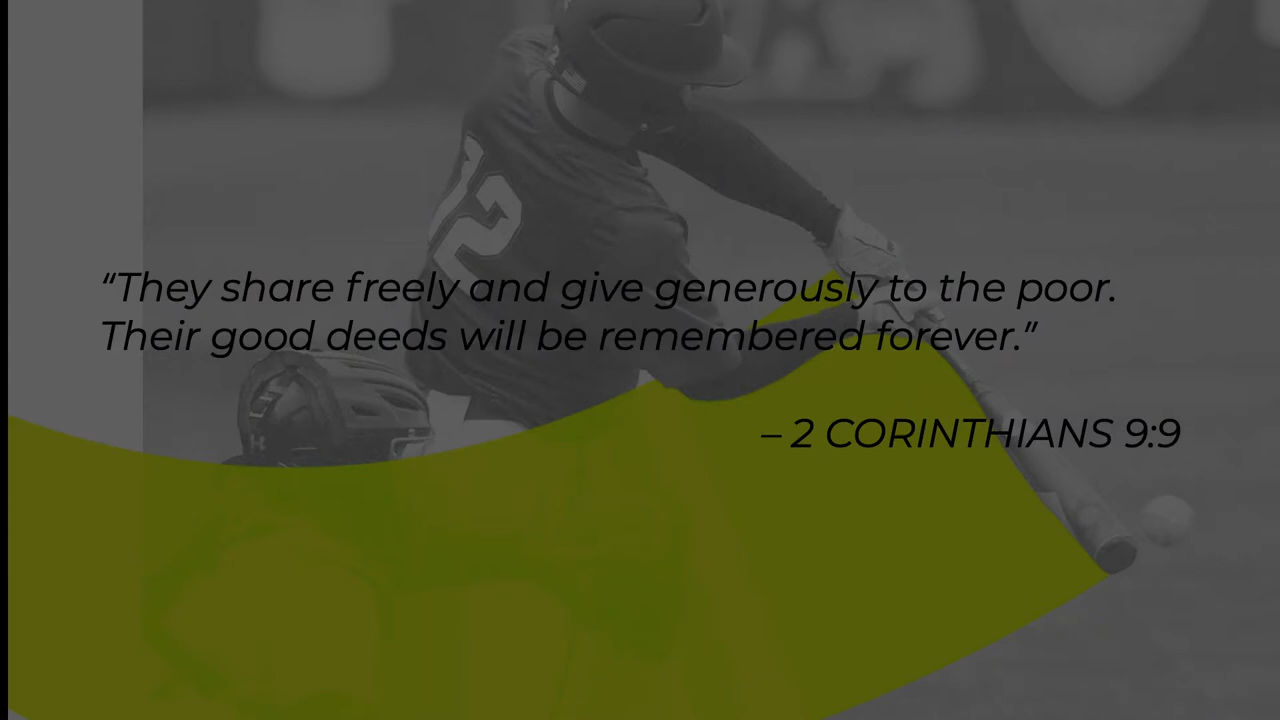 12
“They share freely and give generously to the poor.
Their good deeds will be remembered forever.”
– 2 CORINTHIANS 9:9